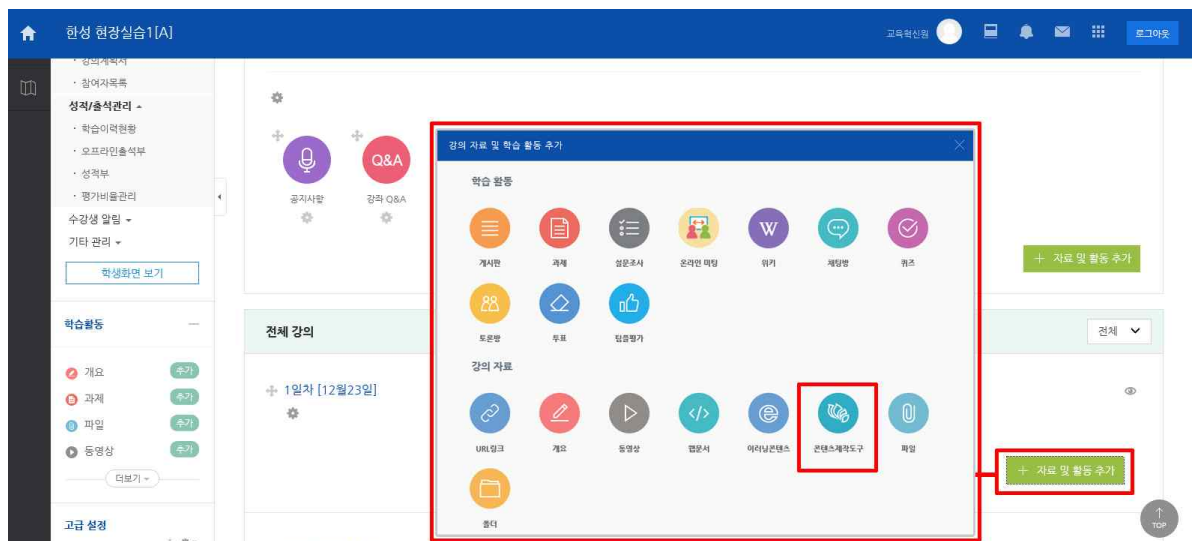 한성 현장실습1[A]
교육혁신원
로그아웃
· 강의계획서
· 참여자목록
성적/출석관리
· 학습이력현황
· 오프라인출석부
· 성적부
· 평가비율관리
수강생 알림
기타 관리
학생화면 보기
학습활동
개요 추가
과제 추가
파일 추가
동영상 추가
더보기
고급 설정
Q&A
공지사항 강좌 Q&A
+ 자료 및 활동 추가
전체 강의
전체
1일차 [12월23일]
+ 자료 및 활동 추가
TOP
강의 자료 및 학습 활동 추가
학습 활동
W
게시판 과제 설문조사 온라인 미팅 위키 채팅방 퀴즈
토론방 투표 팀플평가
강의 자료
URL링크 개요 동영상 웹문서 이러닝콘텐츠 콘텐츠제작도구 파일
폴더